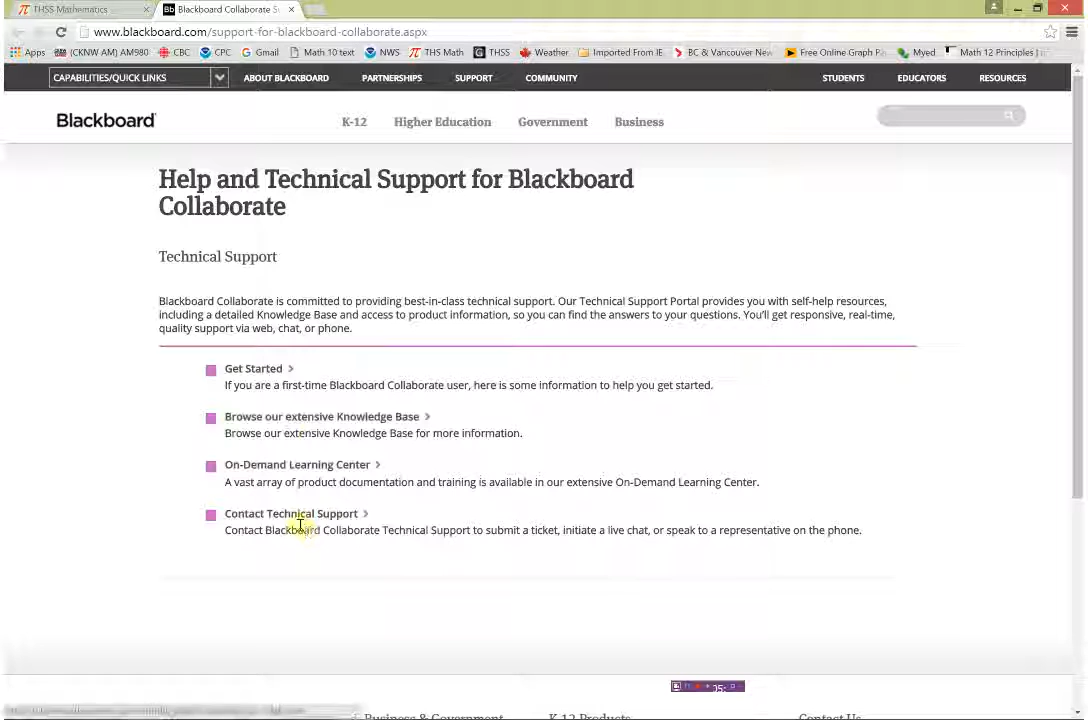 THSS Mathematics
Blackboard Collaborate S
www.blackboard.com/support-for-blackboard-collaborate.aspx
Apps (CKNW AM) AM980 CBC CPC Gmail Math 10 text NWS THS Math THSS Weather Imported From IE BC & Vancouver New Free Online Graph Pa Myed Math 12 Principles
CAPABILITIES/QUICK LINKS ABOUT BLACKBOARD PARTNERSHIPS SUPPORT COMMUNITY STUDENTS EDUCATORS RESOURCES
Blackboard K-12 Higher Education Government Business
Help and Technical Support for Blackboard
Collaborate
Technical Support
Blackboard Collaborate is committed to providing best-in-class technical support. Our Technical Support Portal provides you with self-help resources,
including a detailed Knowledge Base and access to product information, so you can find the answers to your questions. You'll get responsive, real-time,
quality support via web, chat, or phone.
Get Started >
If you are a first-time Blackboard Collaborate user, here is some information to help you get started.
Browse our extensive Knowledge Base >
Browse our extensive Knowledge Base for more information.
On-Demand Learning Center >
A vast array of product documentation and training is available in our extensive On-Demand Learning Center.
Contact Technical Support >
Contact Blackboard Collaborate Technical Support to submit a ticket, initiate a live chat, or speak to a representative on the phone.
Business & Government K-12 Products Contact Us